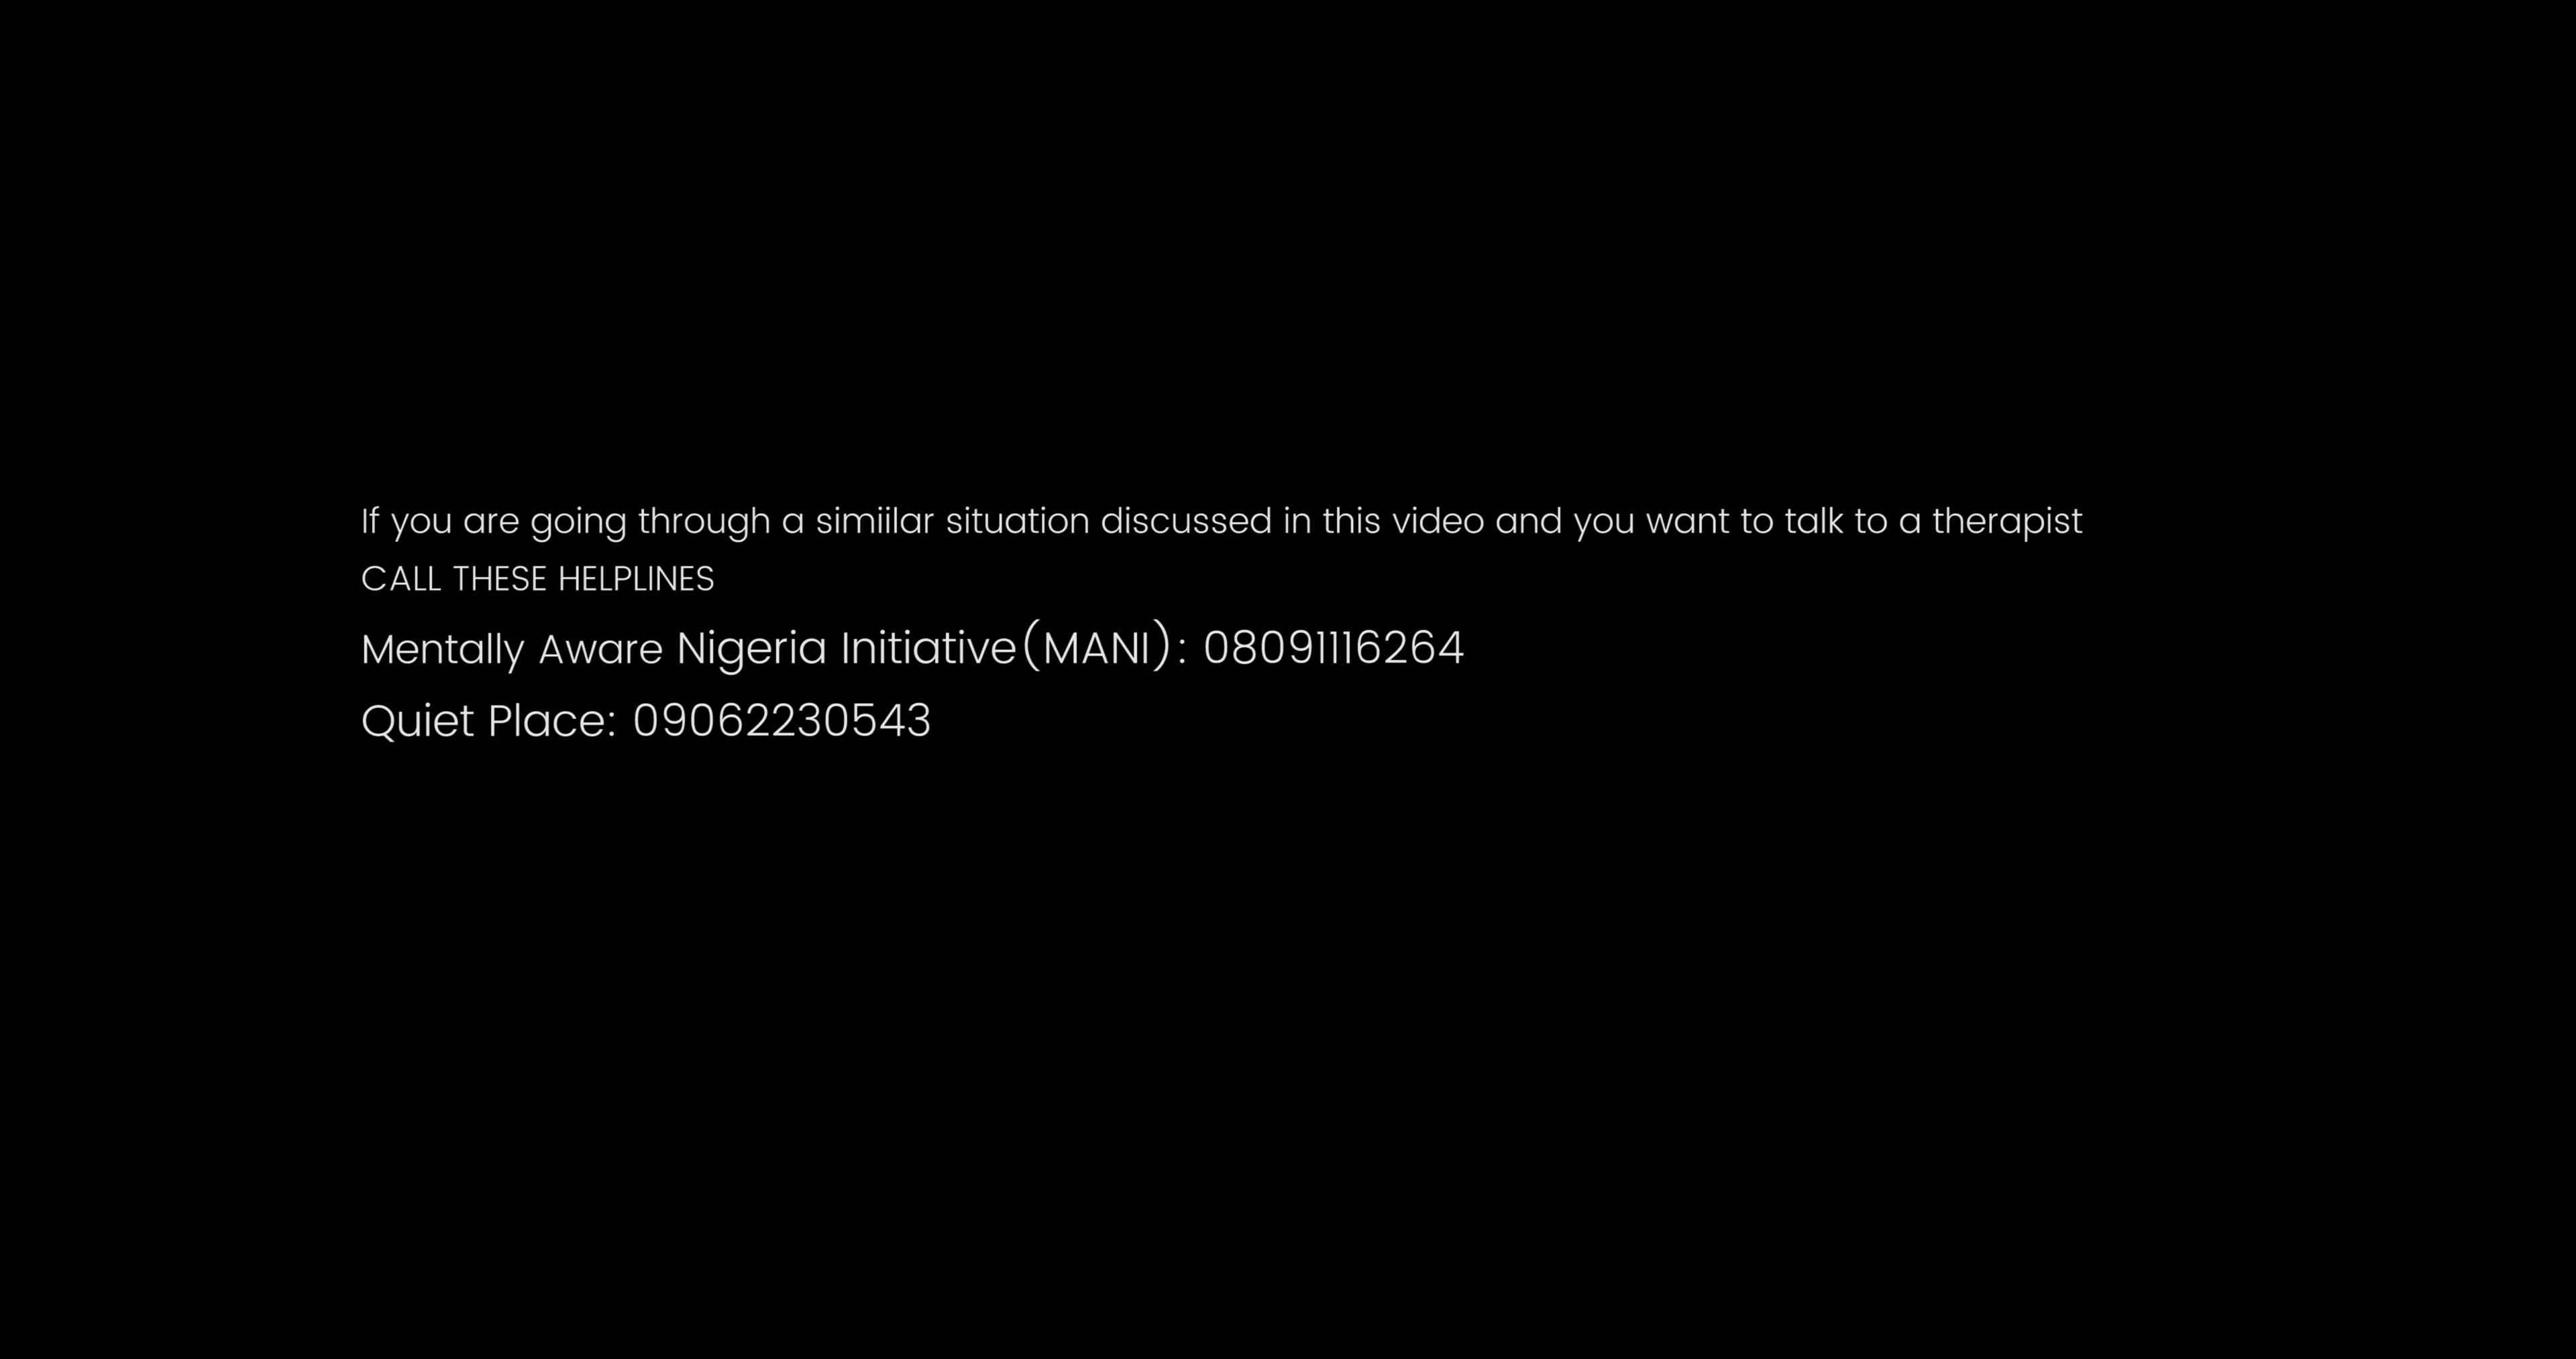 If you are going through a simiilar situation discussed in this video and you want to talk to a therapist
CALL THESE HELPLINES
Mentally Aware Nigeria Initiative(MANI): 08091116264
Quiet Place: 09062230543